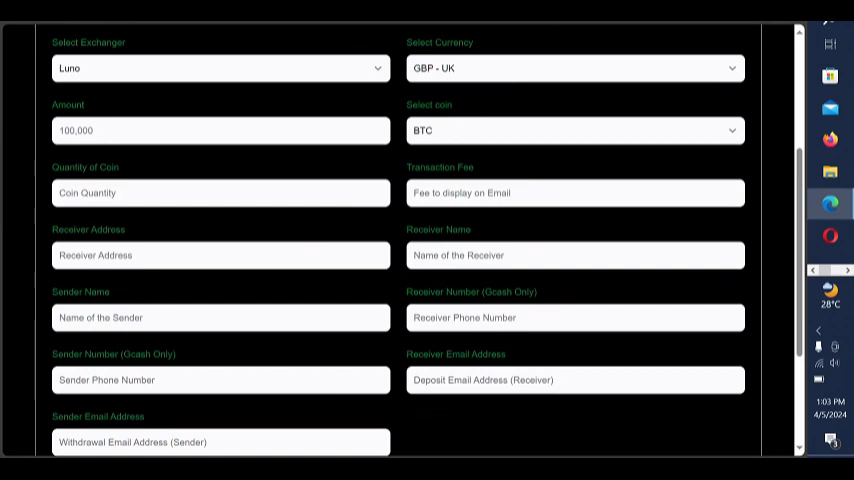 Select Exchanger
Select Currency
Luno
GBP - UK
Amount
Select coin
100,000
BTC
Quantity of Coin
Transaction Fee
Coin Quantity
Fee to display on Email
Receiver Address
Receiver Name
Receiver Address
Name of the Receiver
Sender Name
Receiver Number (Gcash Only)
Name of the Sender
Receiver Phone Number
Sender Number (Gcash Only)
Receiver Email Address
Sender Phone Number
Deposit Email Address (Receiver)
Sender Email Address
Withdrawal Email Address (Sender)
28°C
1:03 PM
4/5/2024
3